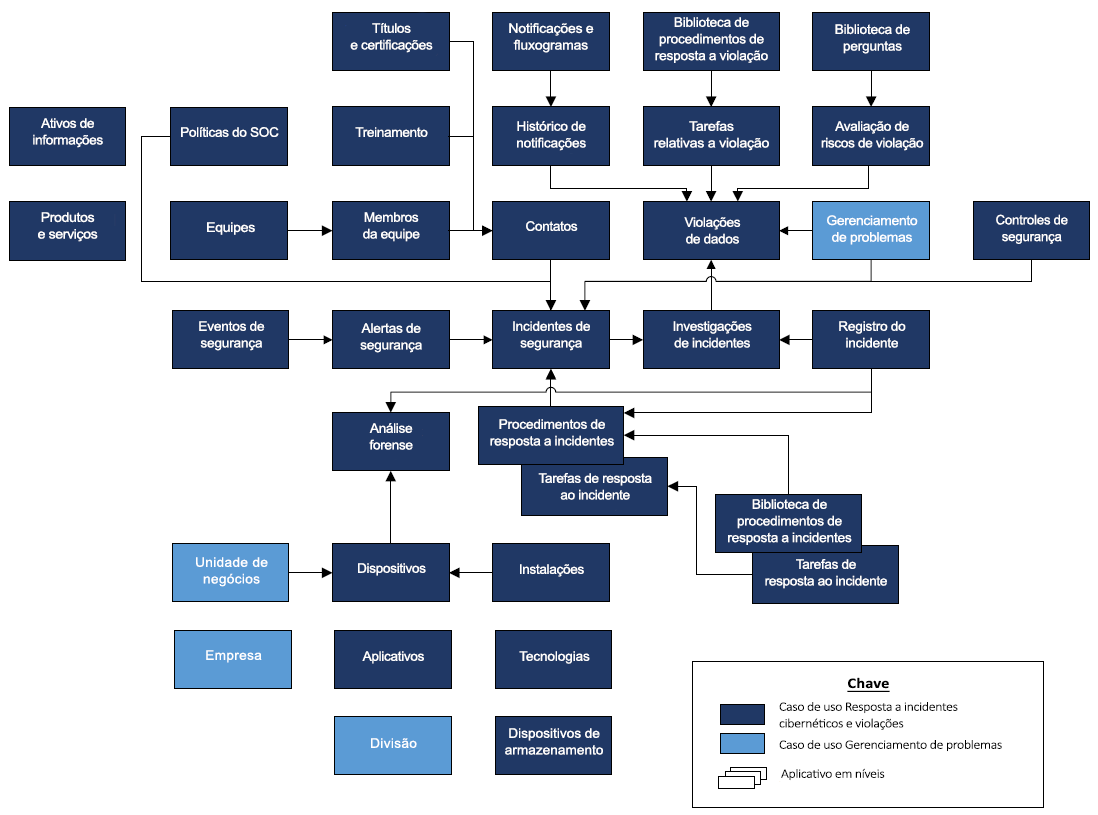 Títulos
e certificações
Notificações e
fluxogramas
Biblioteca de
procedimentos de
resposta a violação
Biblioteca de
perguntas
Ativos de
informações
Políticas do SOC
Treinamento
Histórico de
notificações
Tarefas
relativas a violação
Avaliação de
riscos de violação
Produtos
e serviços
Equipes
Membros
da equipe
Contatos
Violações
de dados
Gerenciamento
de problemas
Controles de
segurança
Eventos de
segurança
Alertas de
segurança
Incidentes de
segurança
Investigações
de incidentes
Registro do
incidente
Análise
forense
Procedimentos de
resposta a incidentes
Tarefas de resposta
ao incidente
Biblioteca de
procedimentos de
resposta a incidentes
Tarefas de
resposta ao incidente
Unidade de
negócios
Dispositivos
Instalações
Empresa
Aplicativos
Tecnologias
Divisão
Dispositivos de
armazenamento
Chave
Caso de uso Resposta a incidentes
cibernéticos e violações
Caso de uso Gerenciamento de problemas
Aplicativo em níveis